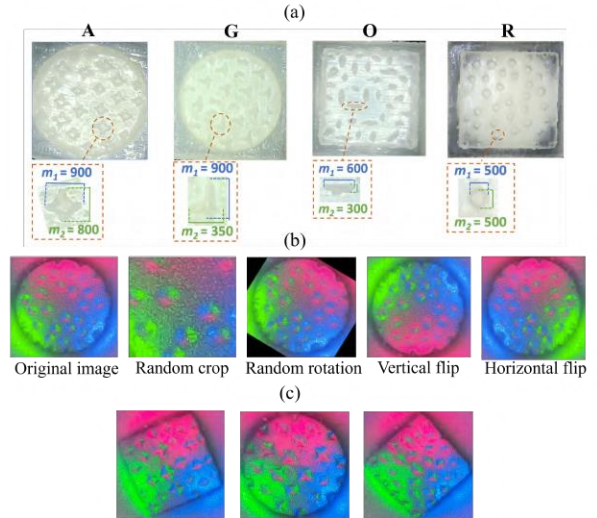 (a)
A G O R
m₁ = 900 m₁ = 900 m₁ = 600 m₁ = 500
m₂ = 800 m₂ = 350 m₂ = 300 m₂ = 500
(b)
Original image Random crop Random rotation Vertical flip Horizontal flip
(c)